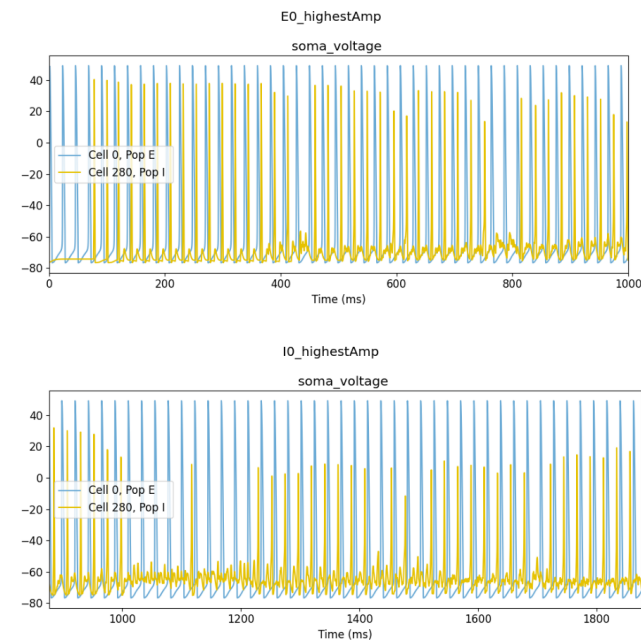 E0_highestAmp
soma_voltage
40
20
0
−20
−40
−60
−80
Cell 0, Pop E
Cell 280, Pop I
0 200 400 600 800 1000
Time (ms)
I0_highestAmp
soma_voltage
40
20
0
−20
−40
−60
−80
Cell 0, Pop E
Cell 280, Pop I
1000 1200 1400 1600 1800
Time (ms)